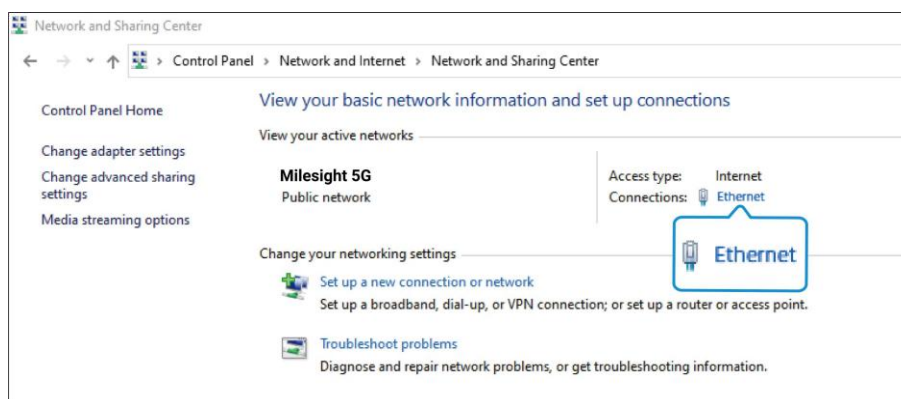 Network and Sharing Center
Control Panel > Network and Internet > Network and Sharing Center
Control Panel Home
Change adapter settings
Change advanced sharing
settings
Media streaming options
View your basic network information and set up connections
View your active networks
Milesight 5G
Public network
Access type: Internet
Connections: Ethernet
Ethernet
Change your networking settings
Set up a new connection or network
Set up a broadband, dial-up, or VPN connection; or set up a router or access point.
Troubleshoot problems
Diagnose and repair network problems, or get troubleshooting information.